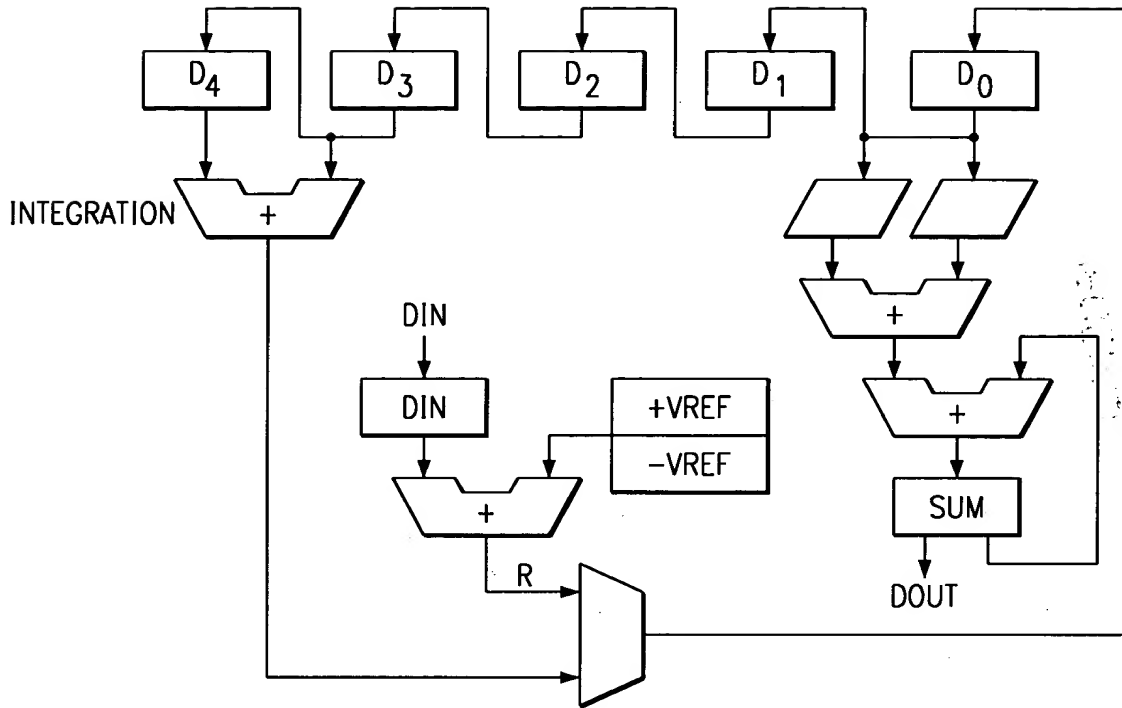 D4 D3 D2 D1 D0
INTEGRATION
+
+
DIN
DIN
+VREF
-VREF
+
+
SUM
R
DOUT